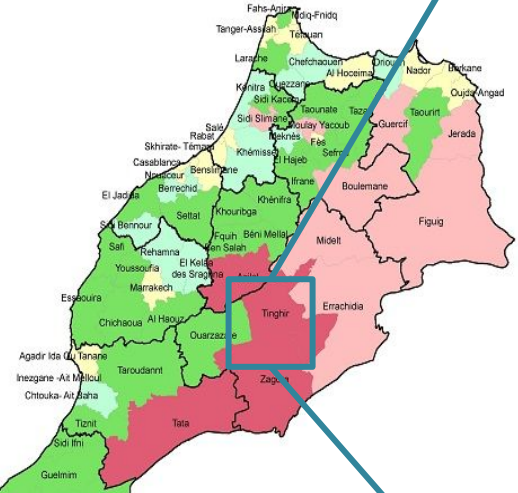 Fahs-Anjra
Mdiq-Fnidq
Tanger-Assilah
Tétouan
Larache
Chefchaouen
Al Hoceima
Driouch
Nador
Berkane
Ouezzane
Oujda-Angad
Kénitra
Sidi Kacem
Taounate
Taza
Taourirt
Sidi Slimane
Moulay Yacoub
Guercif
Jerada
Salé
Rabat
Meknès
Fès
Skhirate- Témara
Khémisset
El Hajeb
Sefrou
Casablanca
Nouaceur
Benslimane
Ifrane
Boulemane
Berrechid
El Jadida
Khénifra
Settat
Khouribga
Figuig
Sidi Bennour
Fquih
Ben Salah
Béni Mellal
Midelt
Safi
Rehamna
El Kelaa
des Sraghna
Youssoufia
Azilal
Marrakech
Essaouira
Errachidia
Tinghir
Chichaoua
Al Haouz
Ouarzazate
Agadir Ida Ou Tanane
Taroudannt
Inezgane -Ait Melloul
Zagora
Chtouka- Ait Baha
Tiznit
Tata
Sidi Ifni
Guelmim